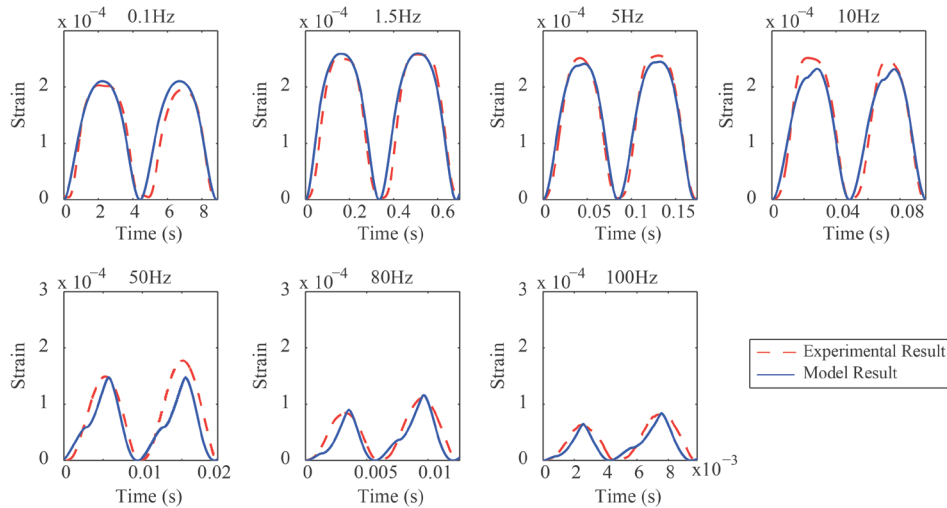 x 10⁻⁴ 0.1Hz
Strain
2
1
0
0 2 4 6 8
Time (s)
x 10⁻⁴ 1.5Hz
Strain
2
1
0
0 0.2 0.4 0.6
Time (s)
x 10⁻⁴ 5Hz
Strain
2
1
0
0 0.05 0.1 0.15
Time (s)
x 10⁻⁴ 10Hz
Strain
2
1
0
0 0.04 0.08
Time (s)
x 10⁻⁴ 50Hz
3
Strain
2
1
0
0 0.01 0.02
Time (s)
x 10⁻⁴ 80Hz
3
Strain
2
1
0
0 0.005 0.01
Time (s)
x 10⁻⁴ 100Hz
3
Strain
2
1
0
0 2 4 6 8 x10⁻³
Time (s)
Experimental Result
Model Result